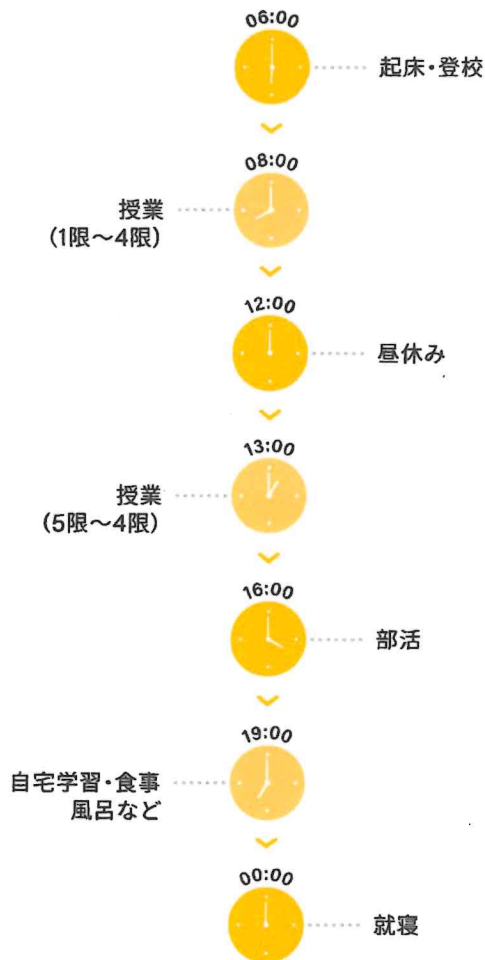 06:00
起床・登校
08:00
授業
(1限～4限)
12:00
昼休み
13:00
授業
(5限～4限)
16:00
部活
19:00
自宅学習・食事
風呂など
00:00
就寝